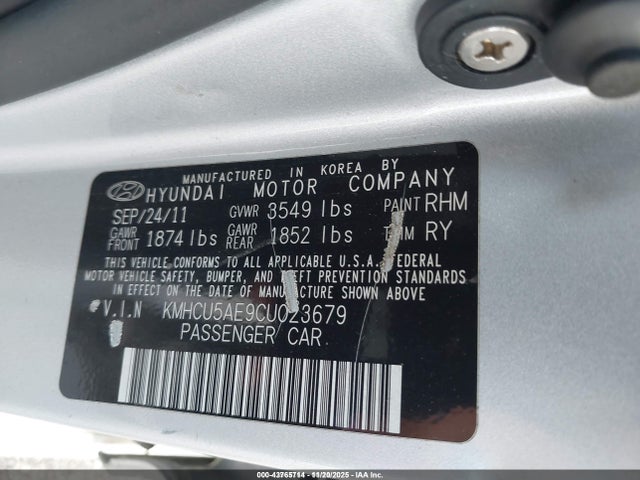 MANUFACTURED IN KOREA BY
HYUNDAI MOTOR COMPANY
SEP/24/11 GVWR 3549 lbs PAINT RHM
GAWR FRONT 1874 lbs GAWR REAR 1852 lbs TRIM RY
THIS VEHICLE CONFORMS TO ALL APPLICABLE U.S.A. FEDERAL
MOTOR VEHICLE SAFETY, BUMPER, AND THEFT PREVENTION STANDARDS
IN EFFECT ON THE DATE OF MANUFACTURE SHOWN ABOVE.
V.I.N KMHCU5AE9CU023679
PASSENGER CAR
000-43765714 - 11/20/2025 - IAA Inc.